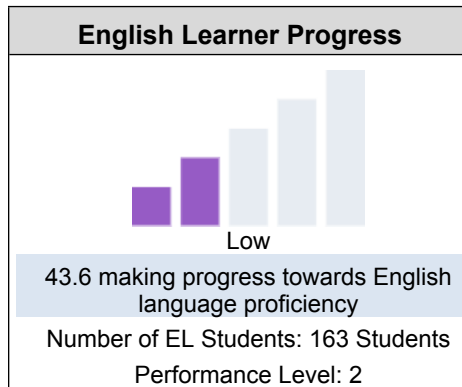 English Learner Progress
Low
43.6 making progress towards English
language proficiency
Number of EL Students: 163 Students
Performance Level: 2